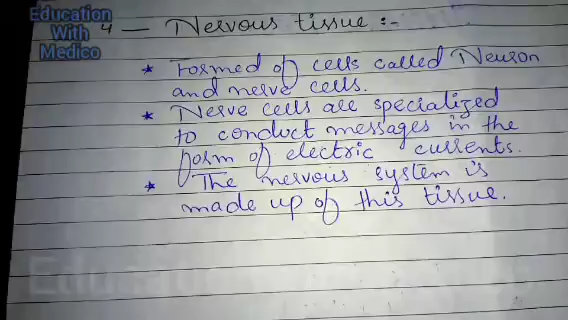 Education
With
Medico
4 — Nervous tissue :-
* Formed of cells called Neuron
and nerve cells.
* Nerve cells are specialized
to conduct messages in the
form of electric currents.
* The nervous system is
made up of this tissue.